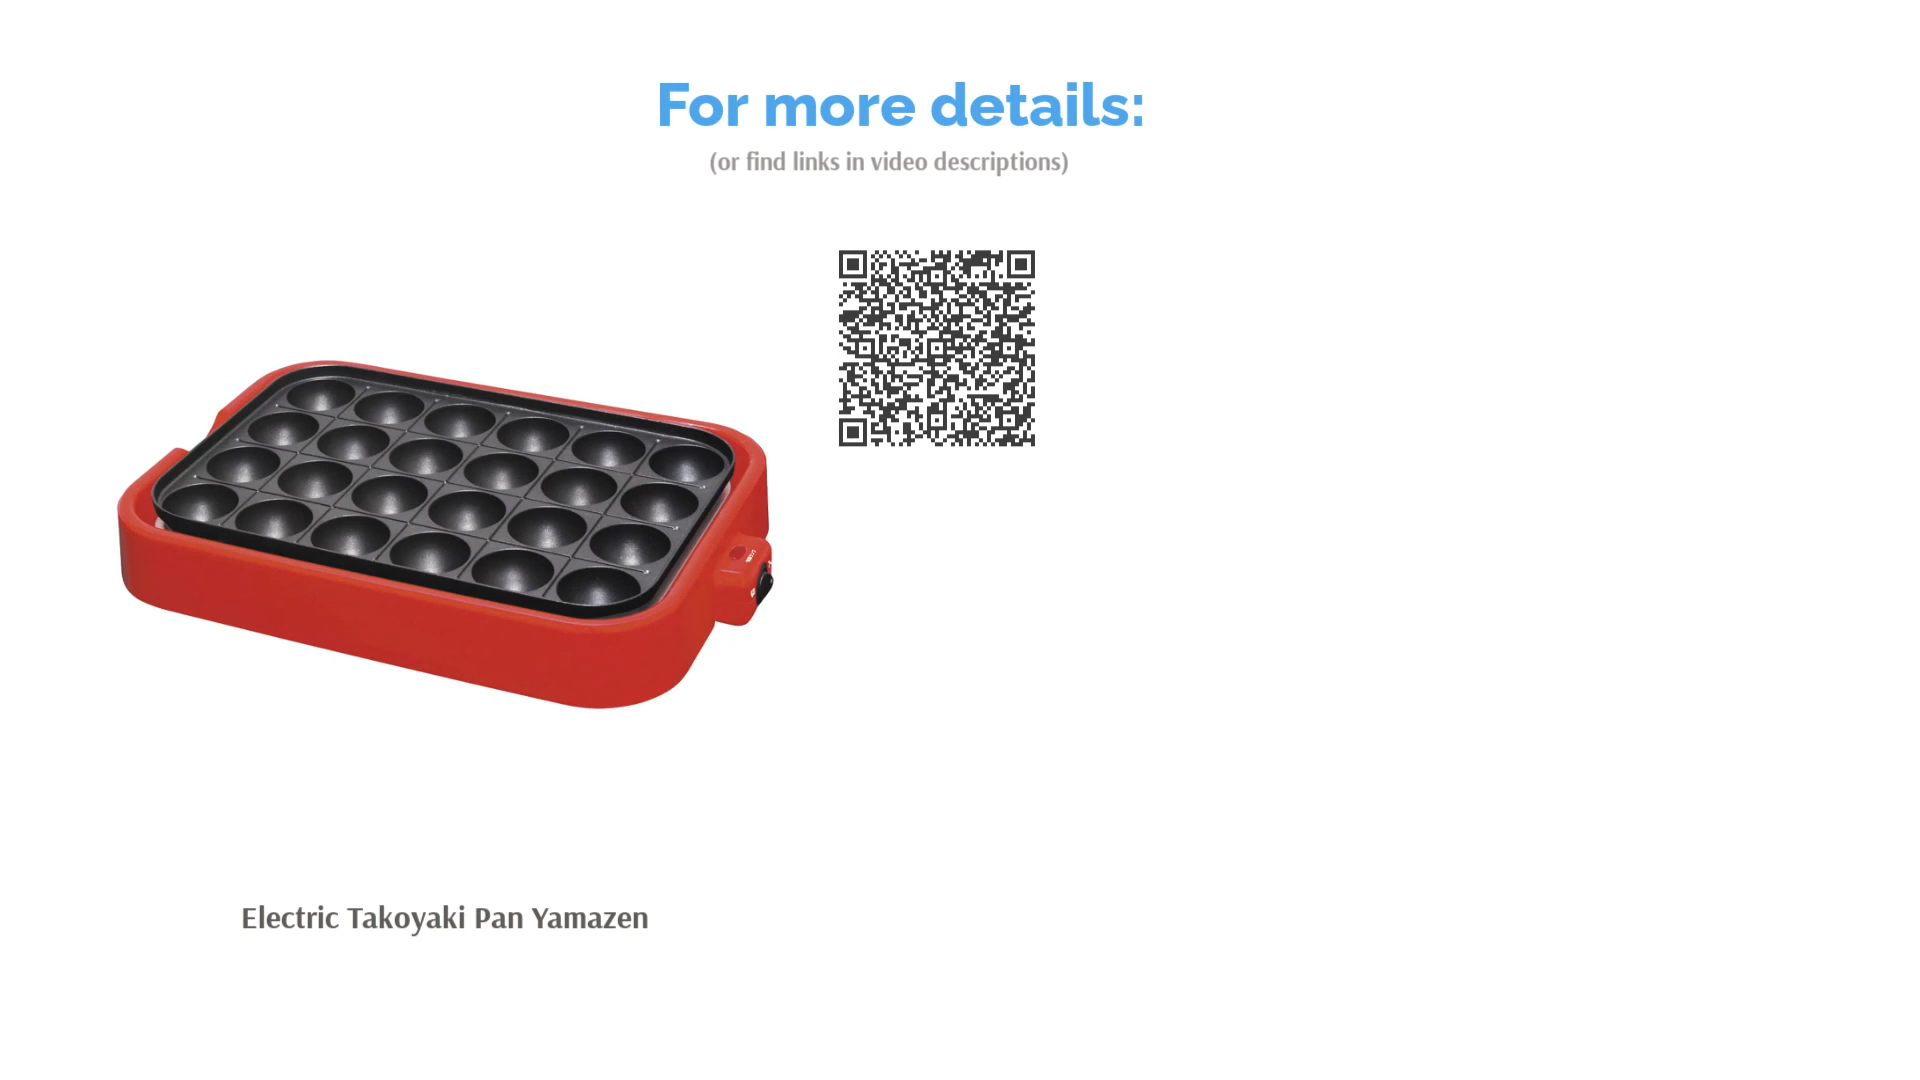 For more details:
(or find links in video descriptions)
Electric Takoyaki Pan Yamazen